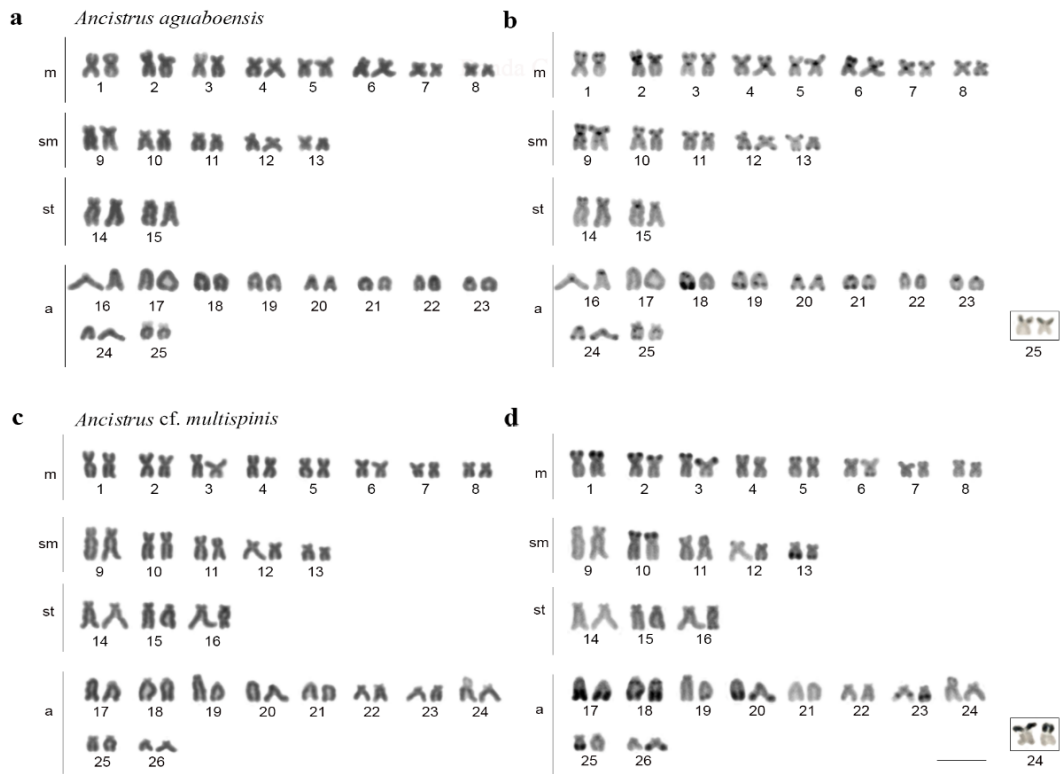 a Ancistrus aguaboensis
m
1 2 3 4 5 6 7 8
sm
9 10 11 12 13
st
14 15
a
16 17 18 19 20 21 22 23
24 25
b
m
1 2 3 4 5 6 7 8
sm
9 10 11 12 13
st
14 15
a
16 17 18 19 20 21 22 23
24 25
25
c Ancistrus cf. multispinis
m
1 2 3 4 5 6 7 8
sm
9 10 11 12 13
st
14 15 16
a
17 18 19 20 21 22 23 24
25 26
d
m
1 2 3 4 5 6 7 8
sm
9 10 11 12 13
st
14 15 16
a
17 18 19 20 21 22 23 24
25 26
24